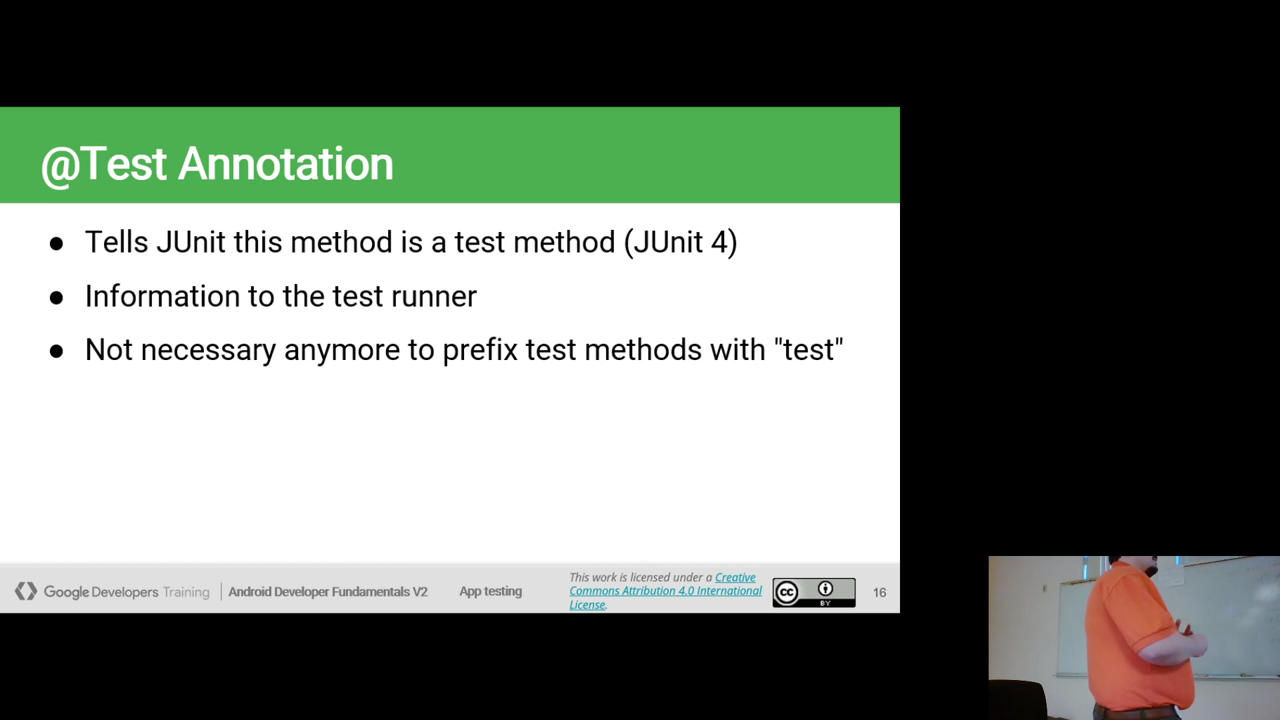 @Test Annotation
● Tells JUnit this method is a test method (JUnit 4)
● Information to the test runner
● Not necessary anymore to prefix test methods with "test"
Google Developers Training
Android Developer Fundamentals V2
App testing
This work is licensed under a Creative
Commons Attribution 4.0 International
License.
cc
BY
16